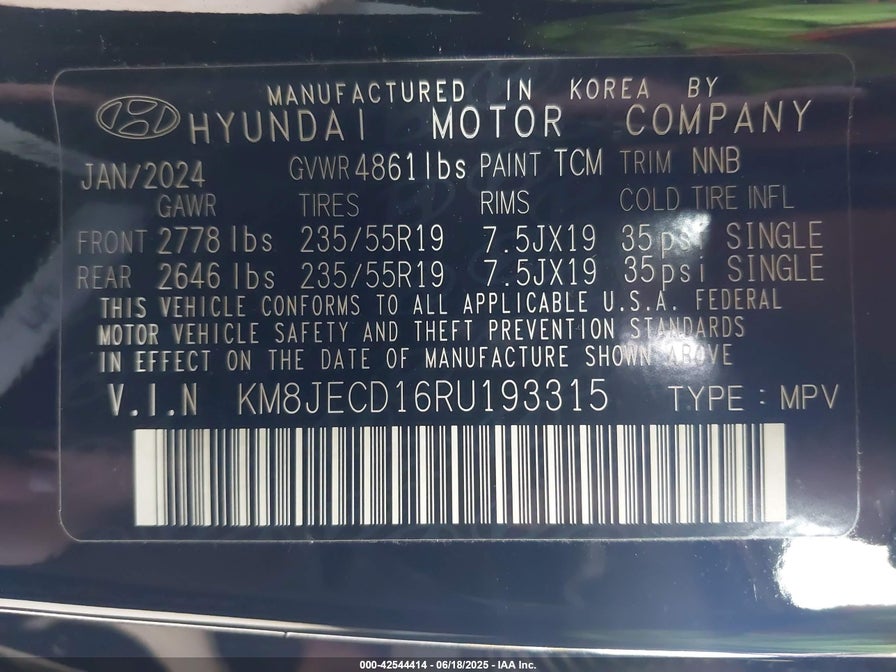 MANUFACTURED IN KOREA BY
HYUNDAI MOTOR COMPANY
JAN/2024 GVWR 4861 lbs PAINT TCM TRIM NNB
GAWR TIRES RIMS COLD TIRE INFL
FRONT 2778 lbs 235/55R19 7.5JX19 35psi SINGLE
REAR 2646 lbs 235/55R19 7.5JX19 35psi SINGLE
THIS VEHICLE CONFORMS TO ALL APPLICABLE U.S.A. FEDERAL
MOTOR VEHICLE SAFETY AND THEFT PREVENTION STANDARDS
IN EFFECT ON THE DATE OF MANUFACTURE SHOWN ABOVE
V.I.N KM8JECD16RU193315 TYPE : MPV
000-42544414 - 06/18/2025 - IAA Inc.